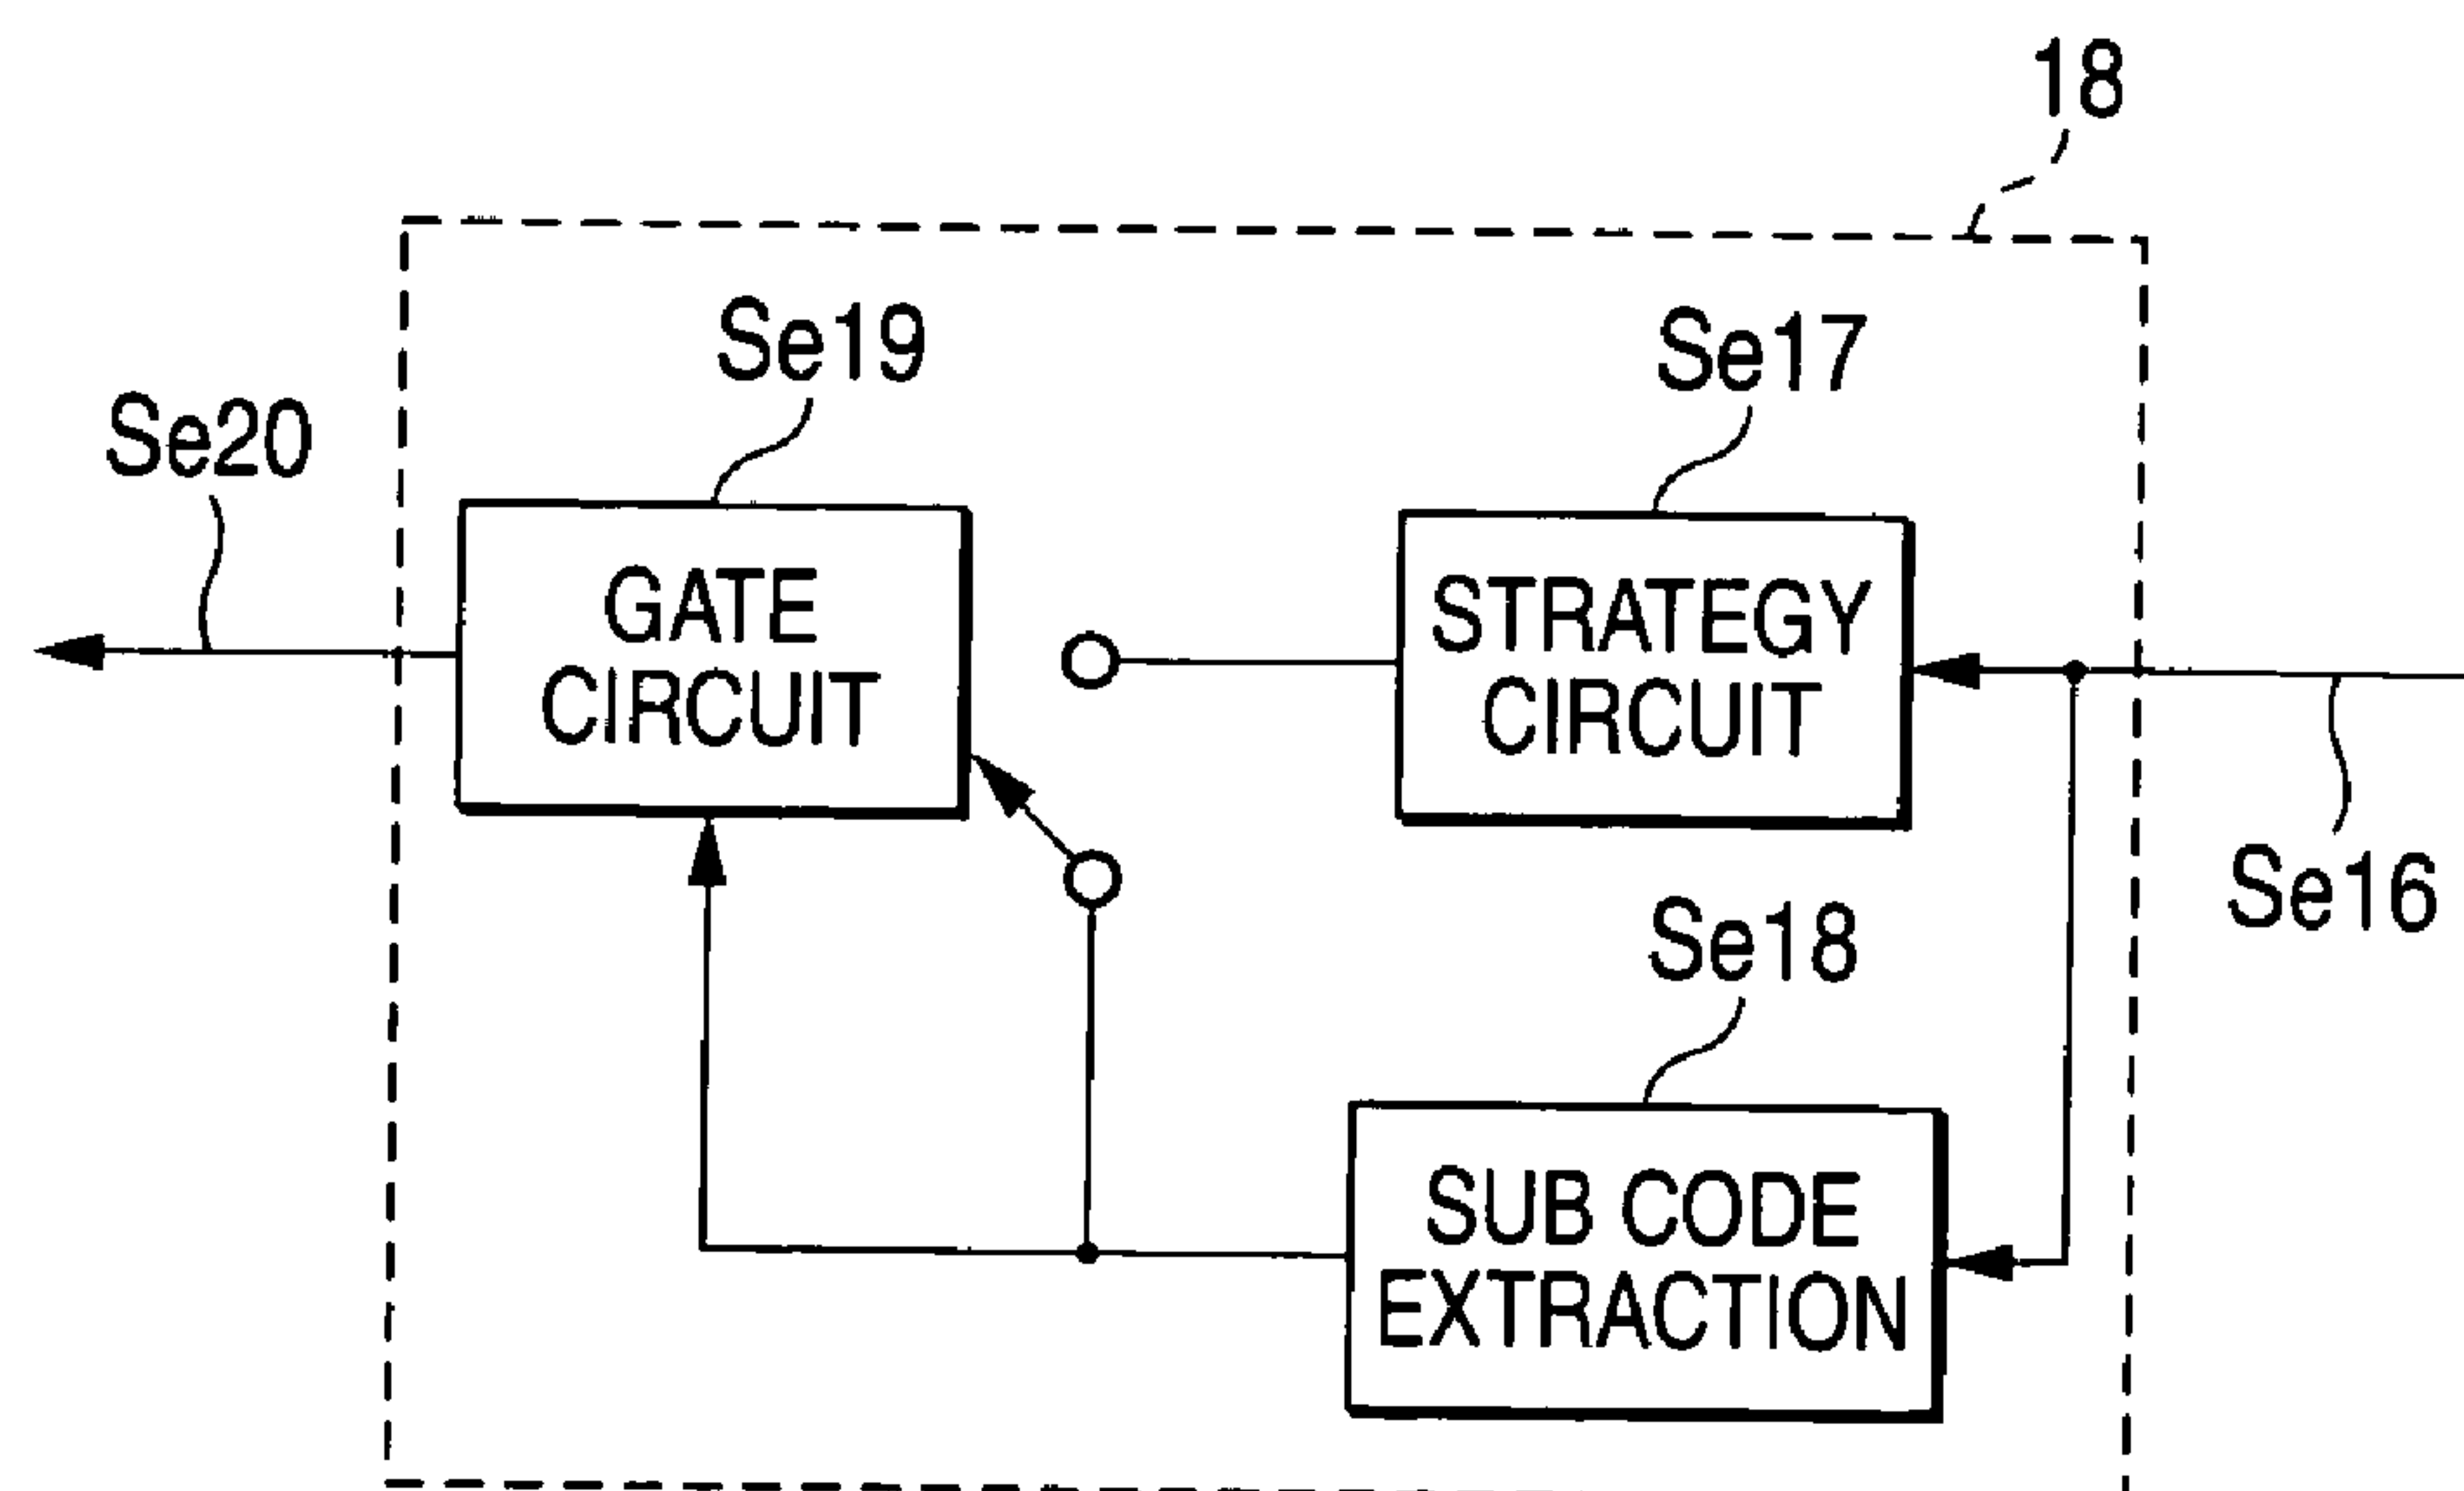 18
Se19
Se17
Se20
GATE
CIRCUIT
STRATEGY
CIRCUIT
Se16
Se18
SUB CODE
EXTRACTION